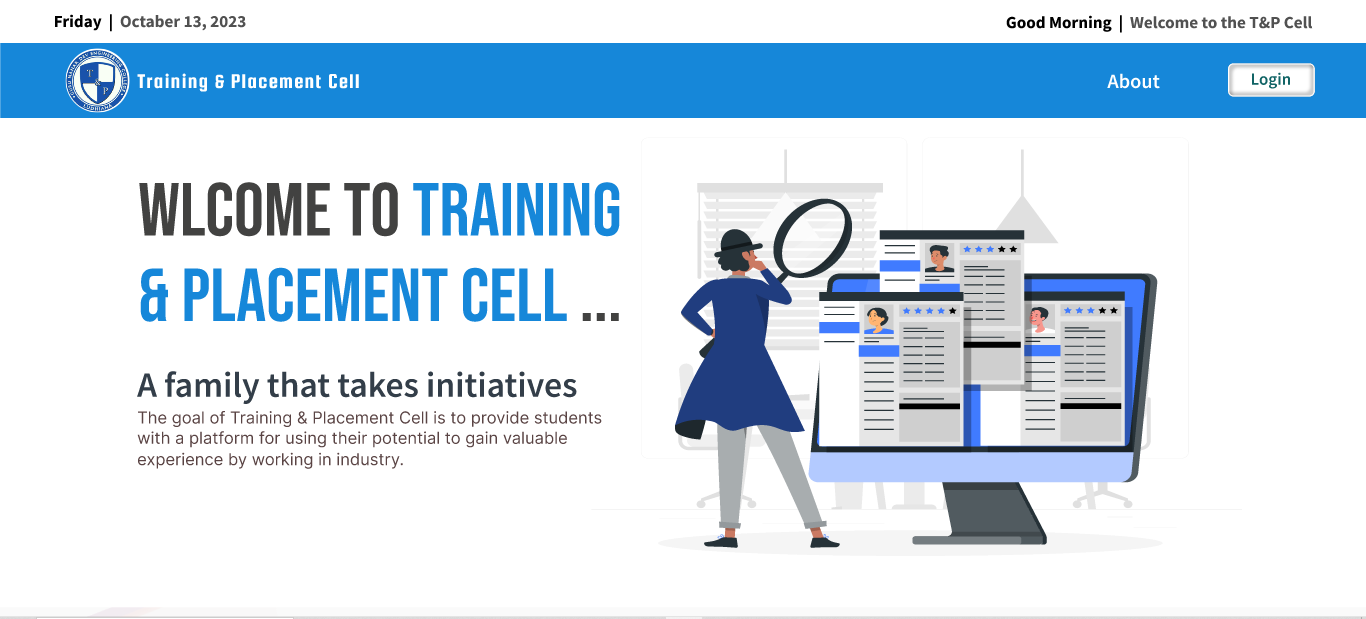 Friday | October 13, 2023
Good Morning | Welcome to the T&P Cell
T
P
LUDHIANA
Training & Placement Cell
About
Login
WLCOME TO TRAINING
& PLACEMENT CELL ...
A family that takes initiatives
The goal of Training & Placement Cell is to provide students
with a platform for using their potential to gain valuable
experience by working in industry.